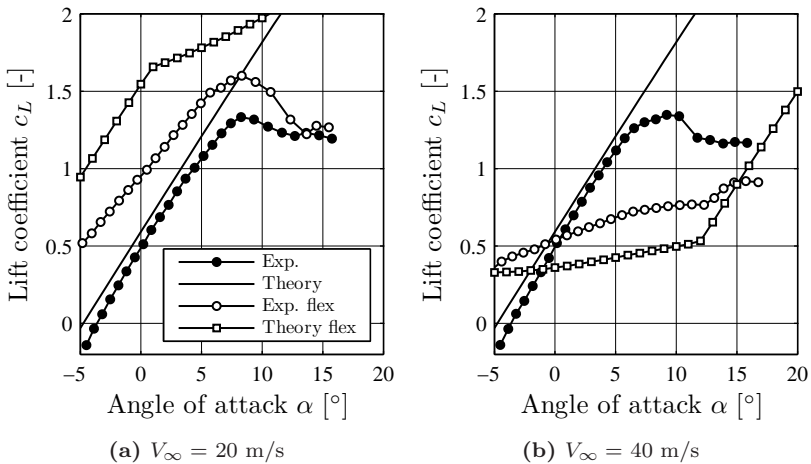 2
1.5
1
0.5
0
Lift coefficient c_L [-]
Exp.
Theory
Exp. flex
Theory flex
−5 0 5 10 15 20
Angle of attack α [°]
(a) V∞ = 20 m/s
2
1.5
1
0.5
0
Lift coefficient c_L [-]
−5 0 5 10 15 20
Angle of attack α [°]
(b) V∞ = 40 m/s